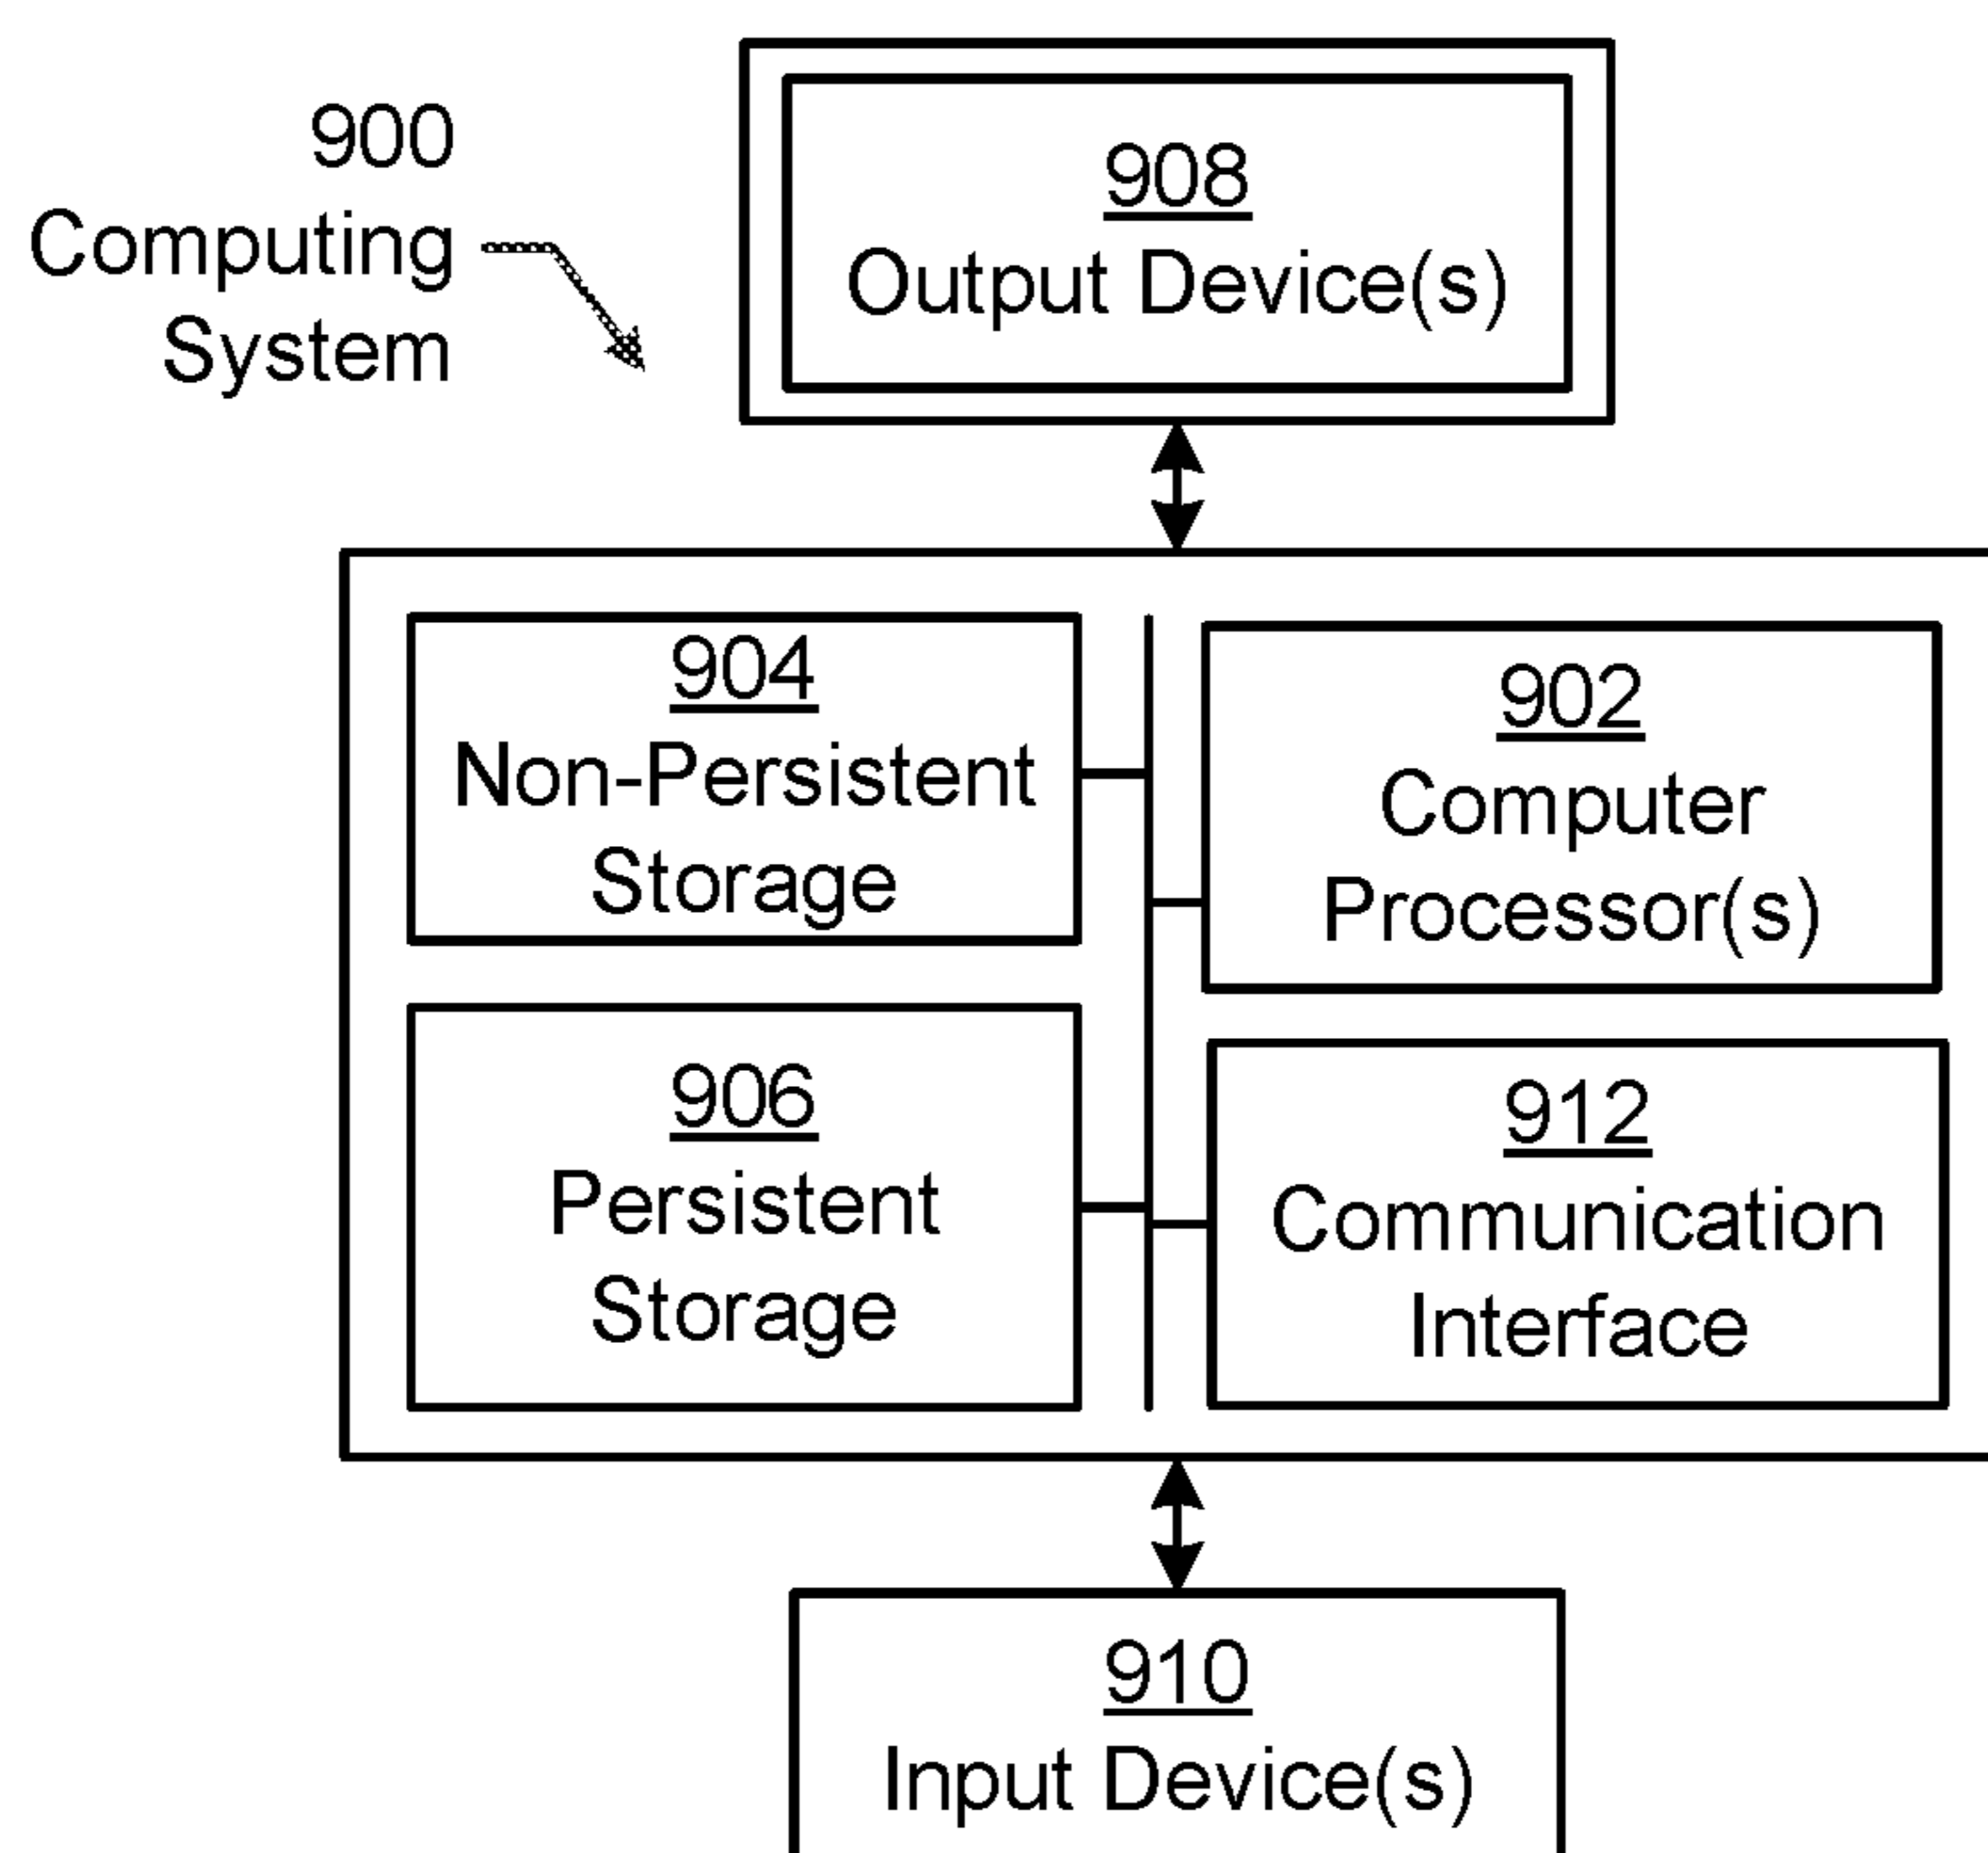 900
Computing
System
908
Output Device(s)
904
Non-Persistent
Storage
902
Computer
Processor(s)
906
Persistent
Storage
912
Communication
Interface
910
Input Device(s)